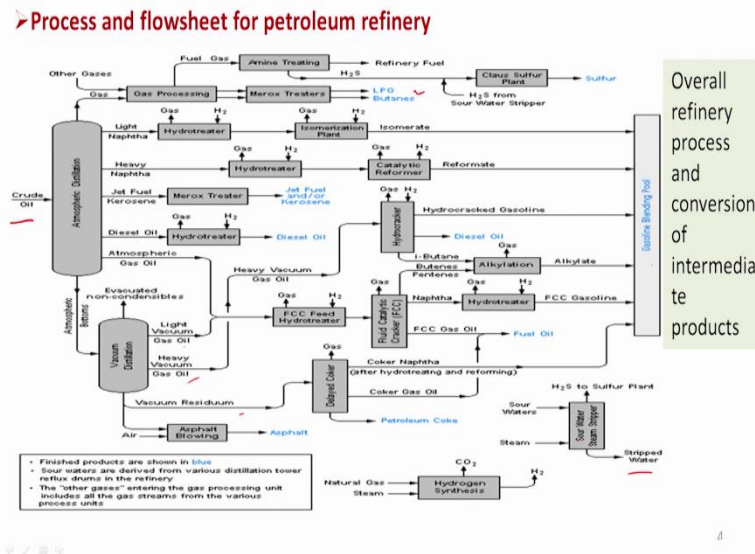 ➢Process and flowsheet for petroleum refinery
Other Gases
Fuel Gas
Amine Treating
Refinery Fuel
H₂S
Claus Sulfur
Plant
Sulfur
H₂S from
Sour Water Stripper
Gas
Gas Processing
Merox Treaters
LPG
Butanes
Light
Naphtha
Gas
H₂
Hydrotreater
Gas
H₂
Isomerization
Plant
Isomerate
Heavy
Naphtha
Gas
H₂
Hydrotreater
Gas
H₂
Catalytic
Reformer
Reformate
Crude
Oil
Atmospheric Distillation
Jet Fuel
Kerosene
Merox Treater
Jet Fuel
and/or
Kerosene
Gas H₂
Hydrocracker
Hydrocracked Gasoline
Diesel Oil
Diesel Oil
Gas
H₂
Hydrotreater
Diesel Oil
Atmospheric
Gas Oil
i-Butane
Butenes
Pentenes
Gas
Alkylation
Alkylate
Gasoline Blending Pool
Heavy Vacuum
Gas Oil
Atmospheric
Bottoms
Evacuated
non-condensibles
Vacuum
Distillation
Light
Vacuum
Gas Oil
Heavy
Vacuum
Gas Oil
Gas
H₂
FCC Feed
Hydrotreater
Fluid Catalytic
Cracker (FCC)
Naphtha
Gas
H₂
Hydrotreater
FCC Gasoline
FCC Gas Oil
Fuel Oil
Gas
Delayed Coker
Coker Naphtha
(after hydrotreating and reforming)
Coker Gas Oil
Petroleum Coke
Vacuum Residuum
Air
Asphalt
Blowing
Asphalt
H₂S to Sulfur Plant
Sour
Waters
Sour Water
Steam Stripper
Steam
Stripped
Water
Natural Gas
Steam
CO₂
Hydrogen
Synthesis
H₂
• Finished products are shown in blue
• Sour waters are derived from various distillation tower
reflux drums in the refinery
• The "other gases" entering the gas processing unit
includes all the gas streams from the various
process units
Overall
refinery
process
and
conversion
of
intermedia
te
products
4